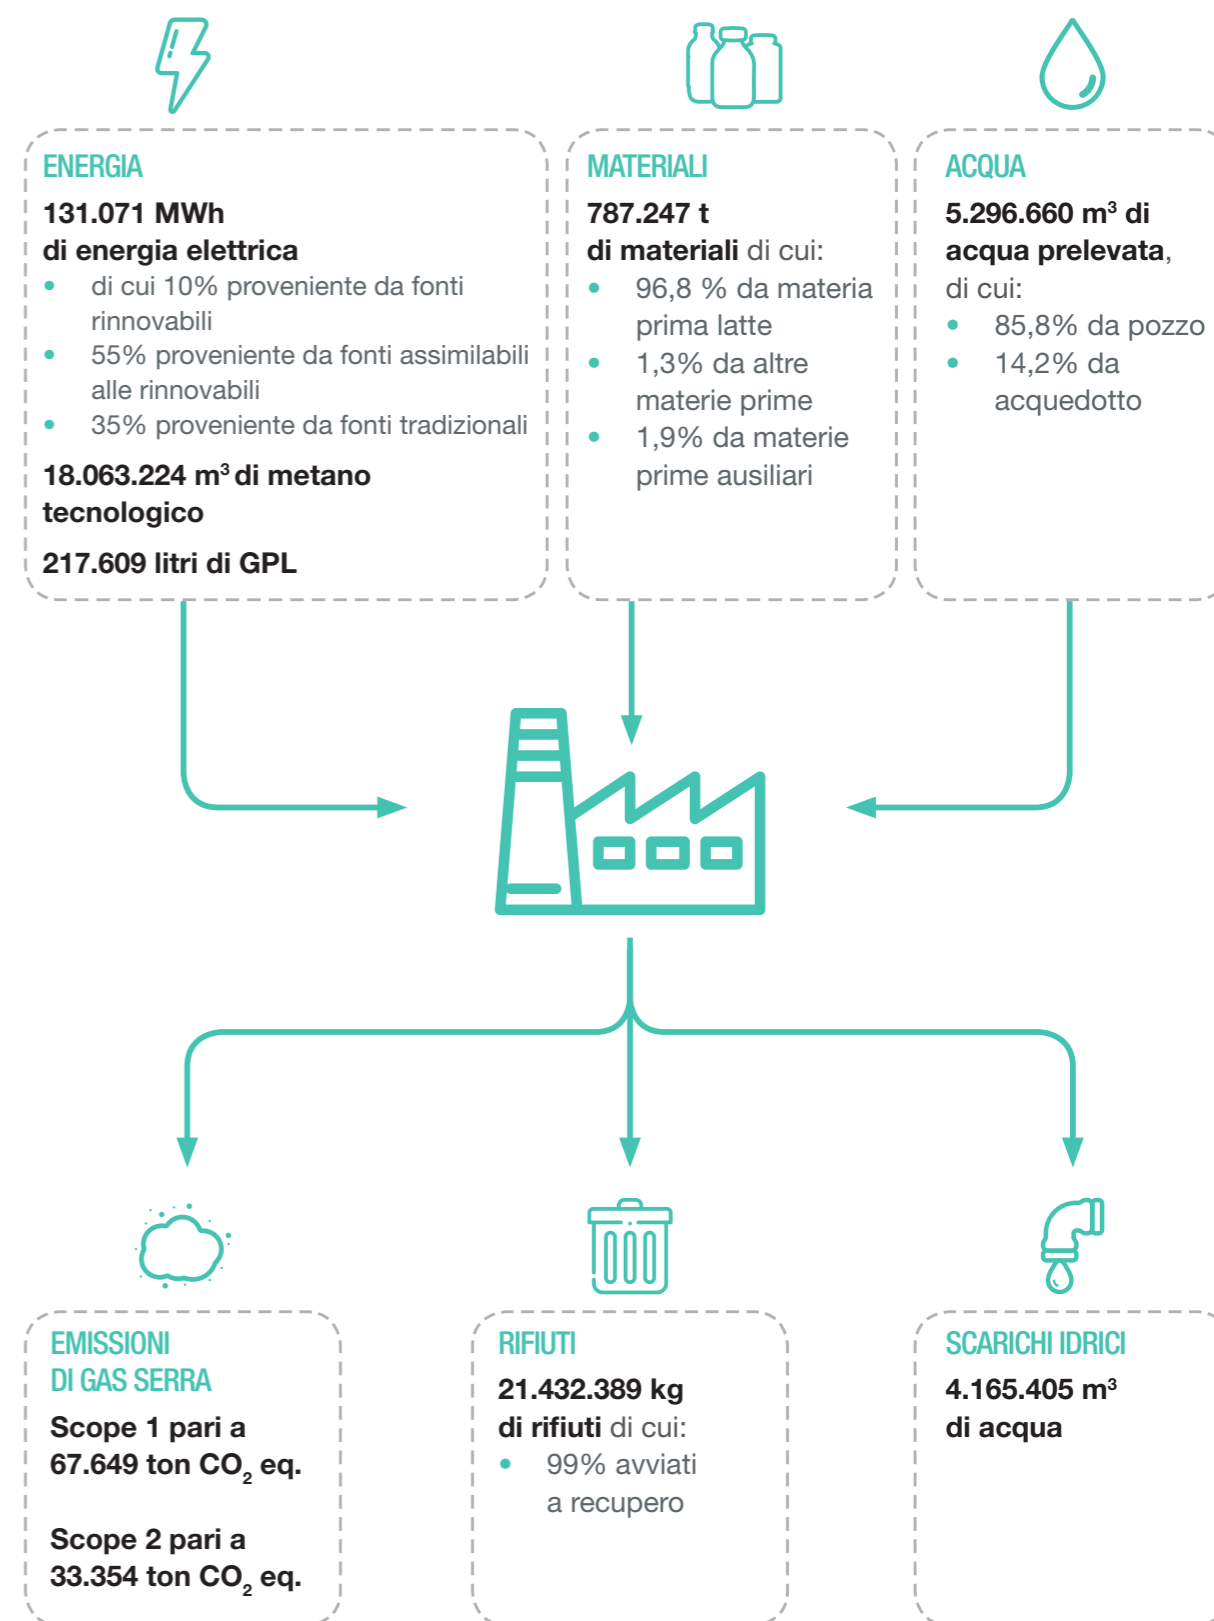 ENERGIA
131.071 MWh
di energia elettrica
• di cui 10% proveniente da fonti
rinnovabili
• 55% proveniente da fonti assimilabili
alle rinnovabili
• 35% proveniente da fonti tradizionali
18.063.224 m³ di metano
tecnologico
217.609 litri di GPL
MATERIALI
787.247 t
di materiali di cui:
• 96,8 % da materia
prima latte
• 1,3% da altre
materie prime
• 1,9% da materie
prime ausiliari
ACQUA
5.296.660 m³ di
acqua prelevata,
di cui:
• 85,8% da pozzo
• 14,2% da
acquedotto
EMISSIONI
DI GAS SERRA
Scope 1 pari a
67.649 ton CO₂ eq.
Scope 2 pari a
33.354 ton CO₂ eq.
RIFIUTI
21.432.389 kg
di rifiuti di cui:
• 99% avviati
a recupero
SCARICHI IDRICI
4.165.405 m³
di acqua